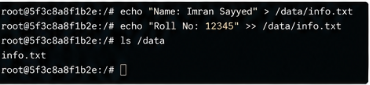 root@5f3c8a8f1b2e:/# echo "Name: Imran Sayyed" > /data/info.txt
root@5f3c8a8f1b2e:/# echo "Roll No: 12345" >> /data/info.txt
root@5f3c8a8f1b2e:/# ls /data
info.txt
root@5f3c8a8f1b2e:/#